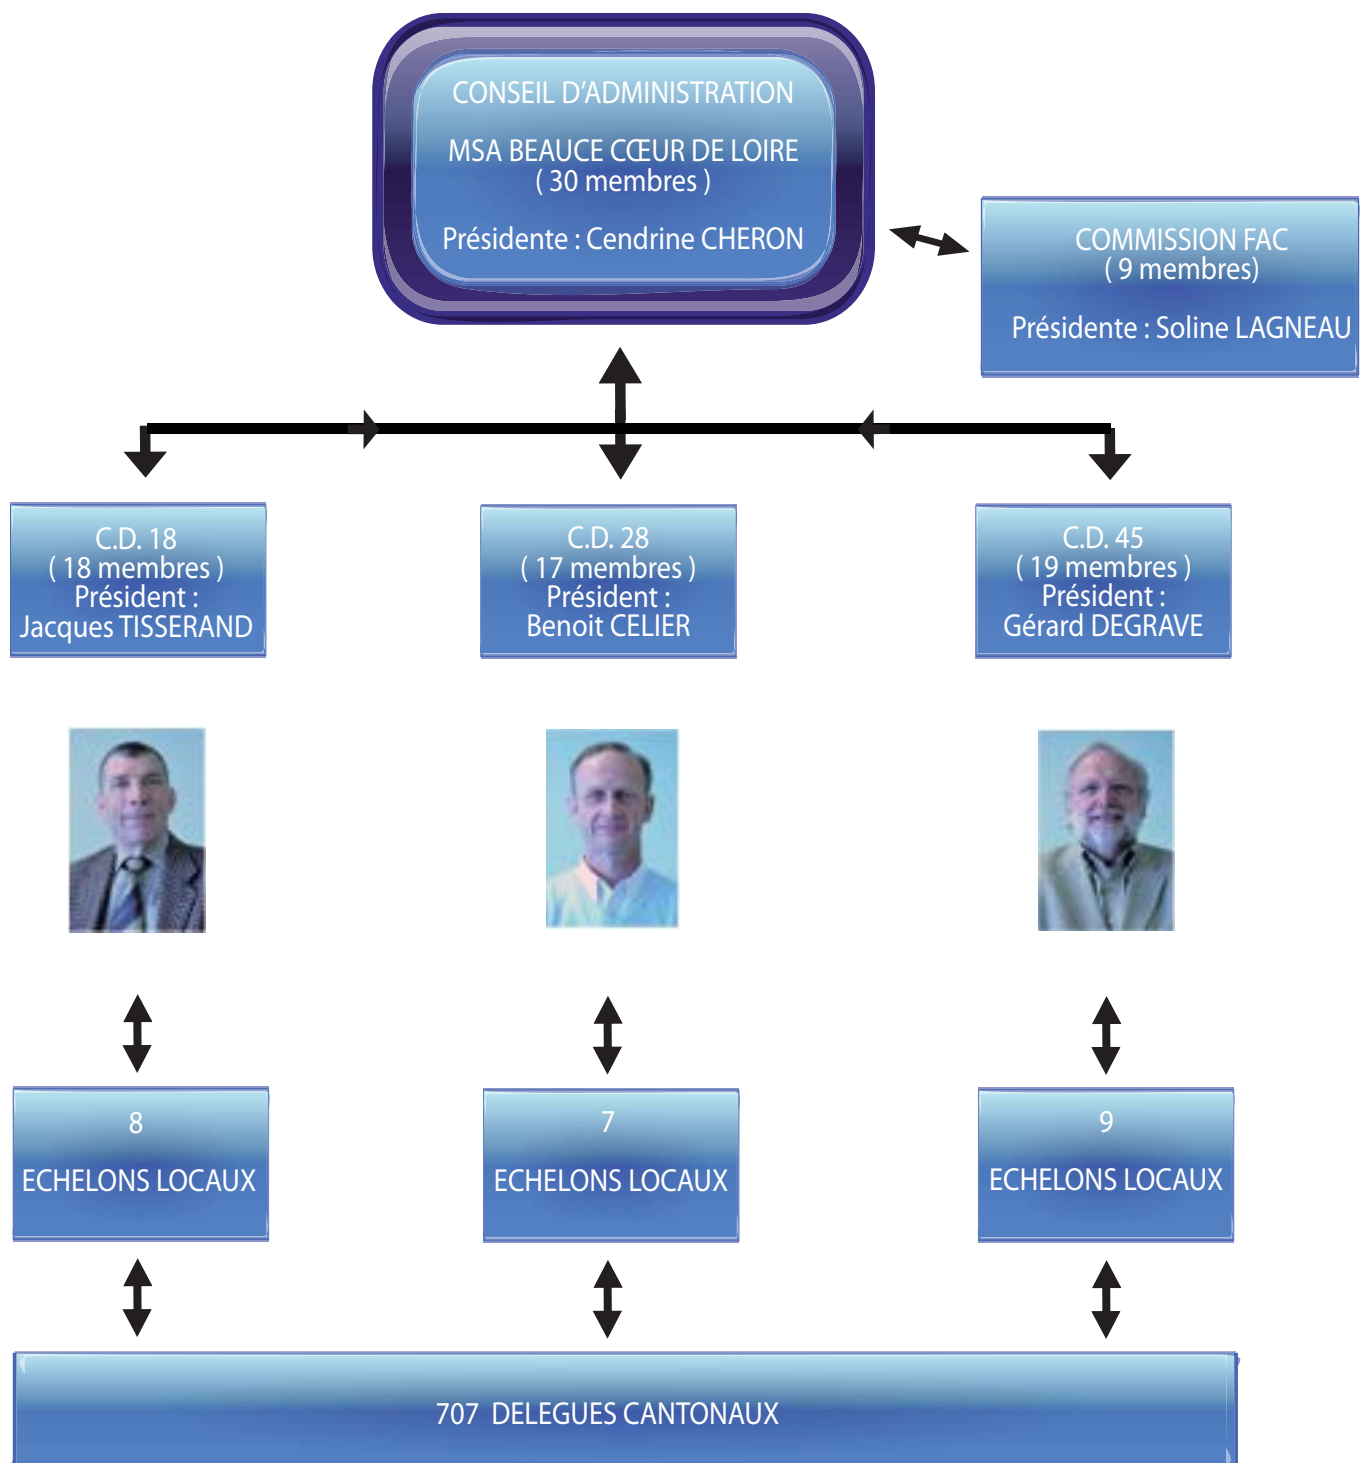 CONSEIL D'ADMINISTRATION
MSA BEAUCE CŒUR DE LOIRE
( 30 membres )
Présidente : Cendrine CHERON
COMMISSION FAC
( 9 membres)
Présidente : Soline LAGNEAU
C.D. 18
( 18 membres )
Président :
Jacques TISSERAND
C.D. 28
( 17 membres )
Président :
Benoit CELIER
C.D. 45
( 19 membres )
Président :
Gérard DEGRAVE
8
ECHELONS LOCAUX
7
ECHELONS LOCAUX
9
ECHELONS LOCAUX
707 DELEGUES CANTONAUX